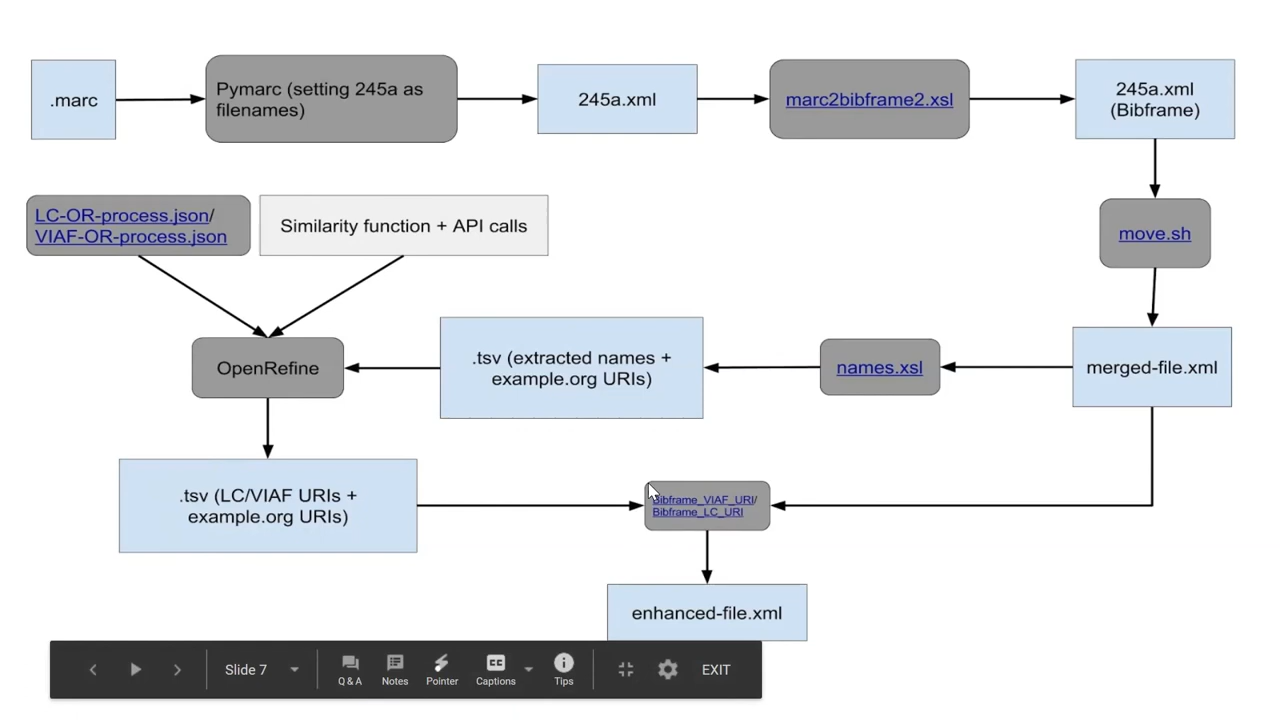 .marc
Pymarc (setting 245a as
filenames)
245a.xml
marc2bibframe2.xsl
245a.xml
(Bibframe)
LC-OR-process.json/
VIAF-OR-process.json
Similarity function + API calls
move.sh
OpenRefine
.tsv (extracted names +
example.org URIs)
names.xsl
merged-file.xml
.tsv (LC/VIAF URIs +
example.org URIs)
Bibframe_VIAF_URI/
Bibframe_LC_URI
enhanced-file.xml
Slide 7
Q & A
Notes
Pointer
CC
Captions
Tips
EXIT